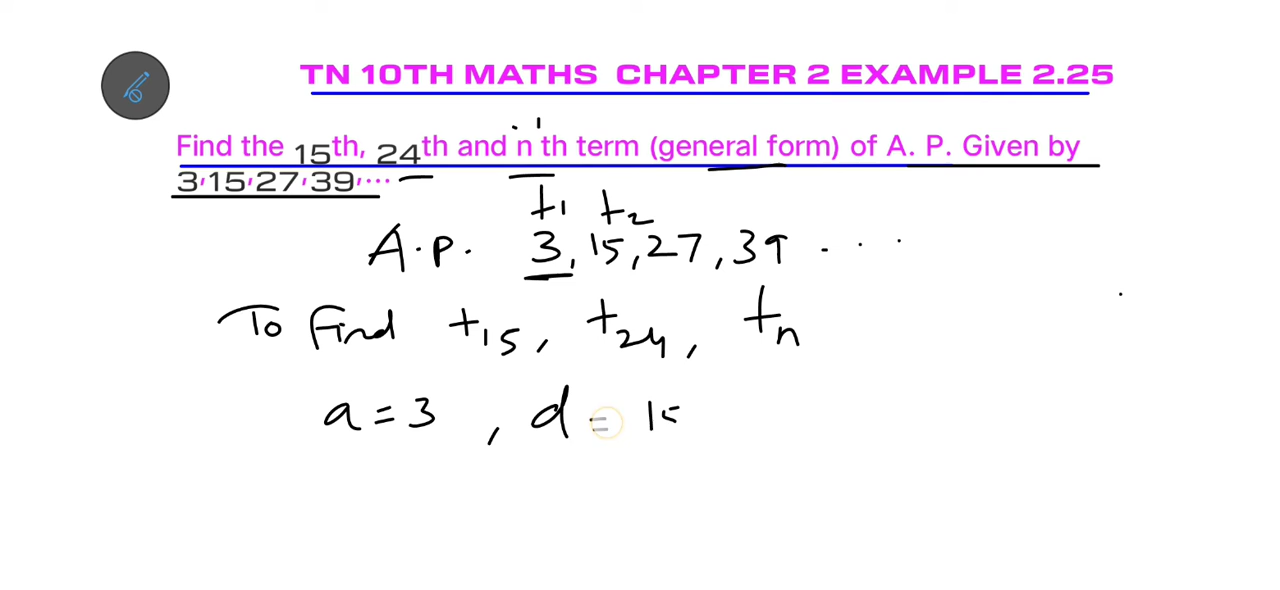 TN 10TH MATHS CHAPTER 2 EXAMPLE 2.25
Find the 15th, 24th and n'th term (general form) of A. P. Given by
3,15,27,39,...
t1 t2
A.P. 3, 15, 27, 39 ...
To Find t15, t24, tn
a = 3 , d = 15